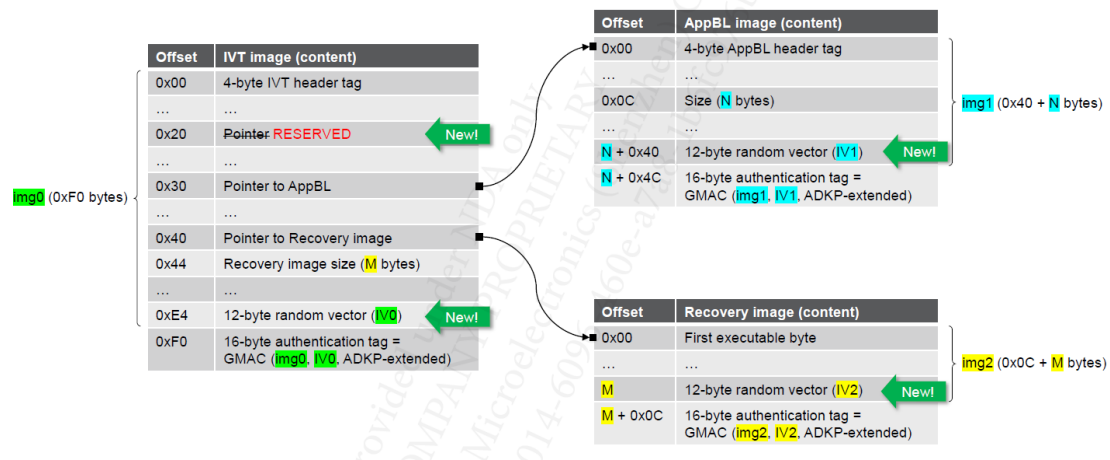 Offset IVT image (content)
0x00 4-byte IVT header tag
... ...
0x20 Pointer RESERVED New!
... ...
0x30 Pointer to AppBL
... ...
0x40 Pointer to Recovery image
0x44 Recovery image size (M bytes)
... ...
0xE4 12-byte random vector (IV0) New!
0xF0 16-byte authentication tag =
GMAC (img0, IV0, ADKP-extended)
img0 (0xF0 bytes)
Offset AppBL image (content)
0x00 4-byte AppBL header tag
... ...
0x0C Size (N bytes)
... ...
N + 0x40 12-byte random vector (IV1) New!
N + 0x4C 16-byte authentication tag =
GMAC (img1, IV1, ADKP-extended)
img1 (0x40 + N bytes)
Offset Recovery image (content)
0x00 First executable byte
... ...
M 12-byte random vector (IV2) New!
M + 0x0C 16-byte authentication tag =
GMAC (img2, IV2, ADKP-extended)
img2 (0x0C + M bytes)